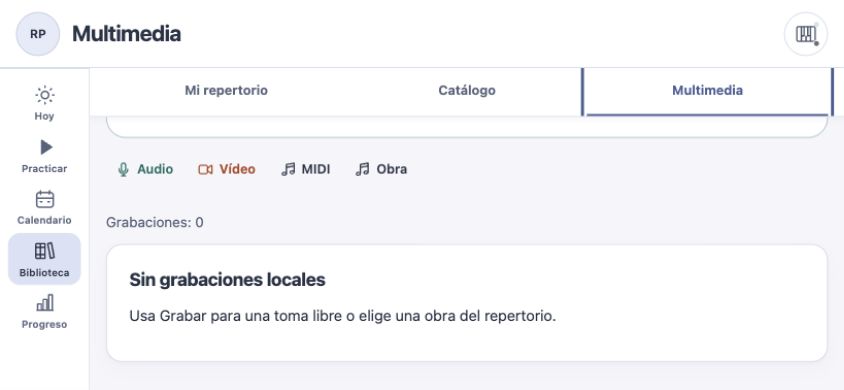 RP Multimedia
Mi repertorio Catálogo Multimedia
Hoy
Practicar
Calendario
Biblioteca
Progreso
Audio Vídeo MIDI Obra
Grabaciones: 0
Sin grabaciones locales
Usa Grabar para una toma libre o elige una obra del repertorio.